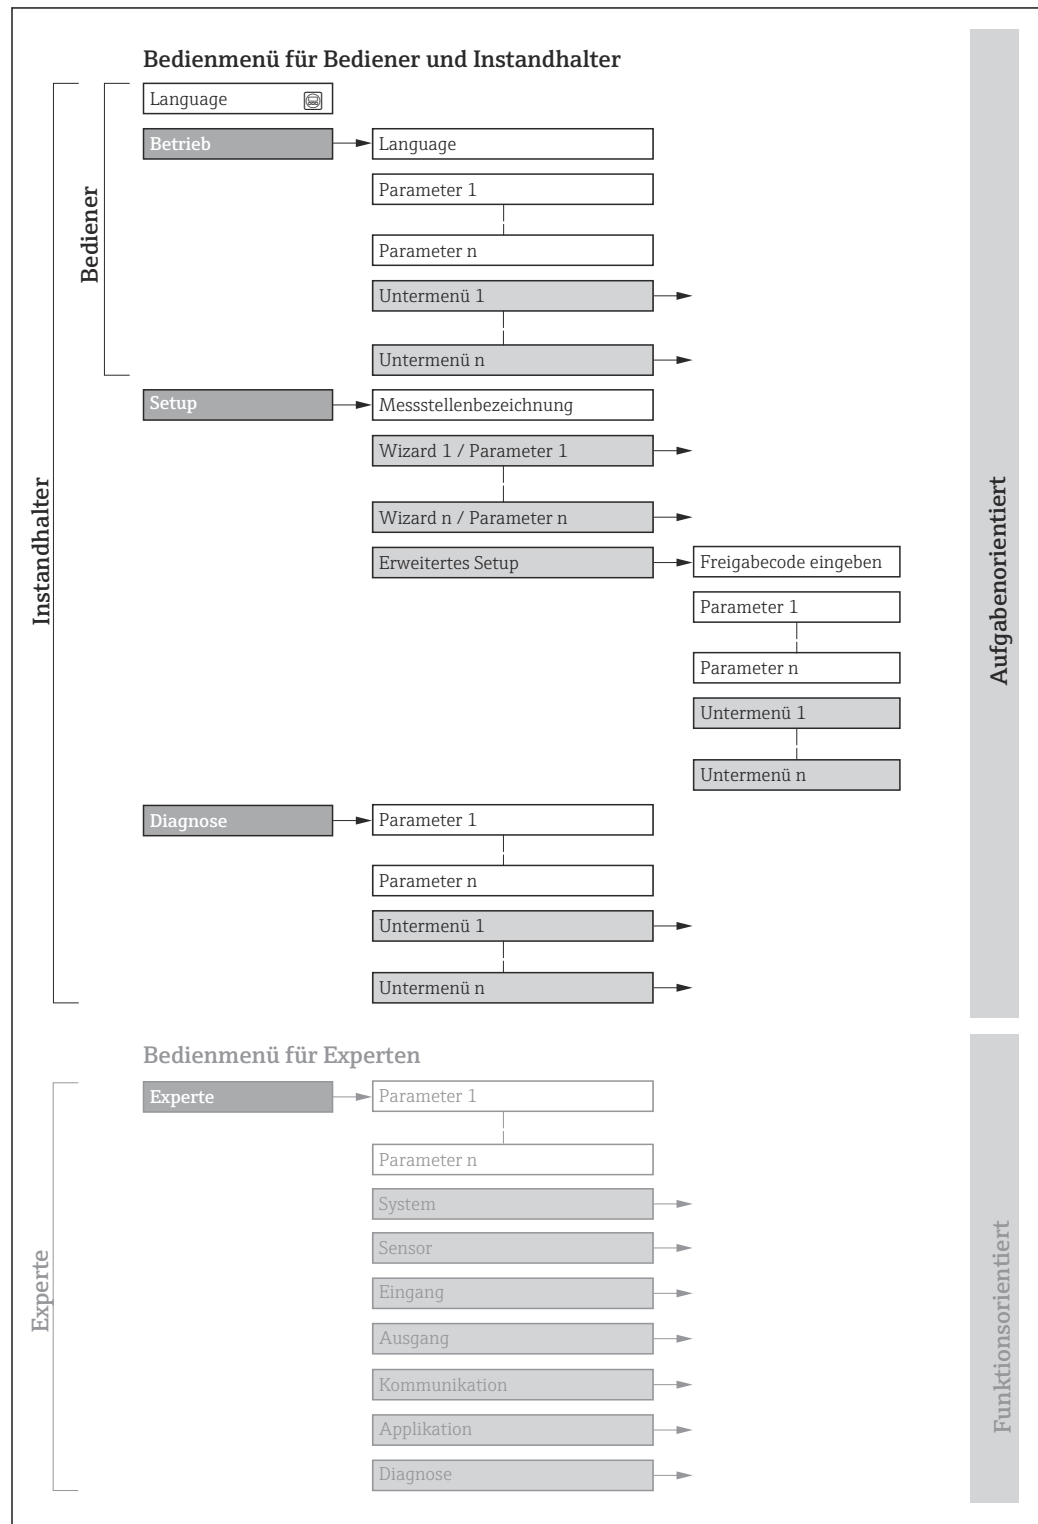 Bedienmenü für Bediener und Instandhalter
Language
Betrieb
Language
Parameter 1
Parameter n
Untermenü 1
Untermenü n
Bediener
Setup
Messstellenbezeichnung
Wizard 1 / Parameter 1
Wizard n / Parameter n
Erweitertes Setup
Freigabecode eingeben
Parameter 1
Parameter n
Untermenü 1
Untermenü n
Instandhalter
Aufgabenorientiert
Diagnose
Parameter 1
Parameter n
Untermenü 1
Untermenü n
Bedienmenü für Experten
Experte
Parameter 1
Parameter n
System
Sensor
Eingang
Ausgang
Kommunikation
Applikation
Diagnose
Experte
Funktionsorientiert